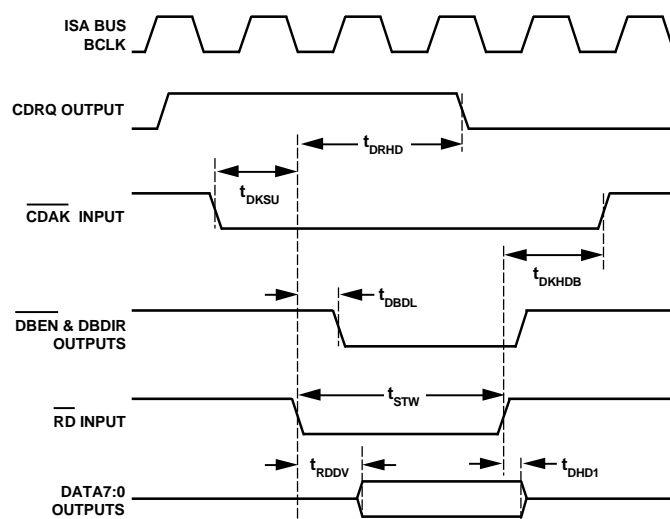 ISA BUS
BCLK
CDRQ OUTPUT
tDRHD
tDKSU
CDAK INPUT
tDKHDB
tDBDL
DBEN & DBDIR
OUTPUTS
tSTW
RD INPUT
tRDDV
tDHD1
DATA7:0
OUTPUTS